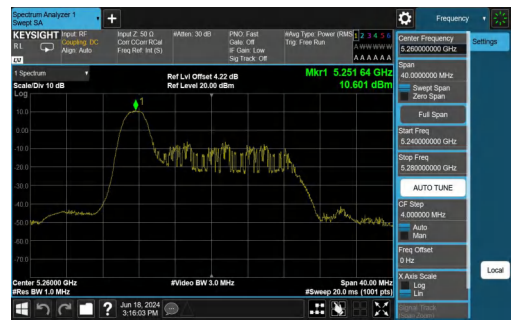 Spectrum Analyzer 1
Swept SA
Frequency
KEYSIGHT
RL
Input: RF
Coupling: DC
Align: Auto
Input Z: 50 Ω
Corr CCorr RCal
Freq Ref: Int (S)
#Atten: 30 dB
PNO: Fast
Gate: Off
IF Gain: Low
Sig Track: Off
#Avg Type: Power (RMS
Trig: Free Run
1 2 3 4 5 6
A WWWWW
A A A A A A
LV
1 Spectrum
Scale/Div 10 dB
Log
Ref Lvl Offset 4.22 dB
Ref Level 20.00 dBm
Mkr1 5.251 64 GHz
10.601 dBm
1
10.0
0.00
-10.0
-20.0
-30.0
-40.0
-50.0
-60.0
-70.0
Center 5.26000 GHz
#Res BW 1.0 MHz
#Video BW 3.0 MHz
Span 40.00 MHz
#Sweep 20.0 ms (1001 pts)
Jun 18, 2024
3:16:03 PM
Center Frequency
5.260000000 GHz
Settings
Span
40.0000000 MHz
Swept Span
Zero Span
Full Span
Start Freq
5.240000000 GHz
Stop Freq
5.280000000 GHz
AUTO TUNE
CF Step
4.000000 MHz
Auto
Man
Freq Offset
0 Hz
X Axis Scale
Log
Lin
Local
Signal Track